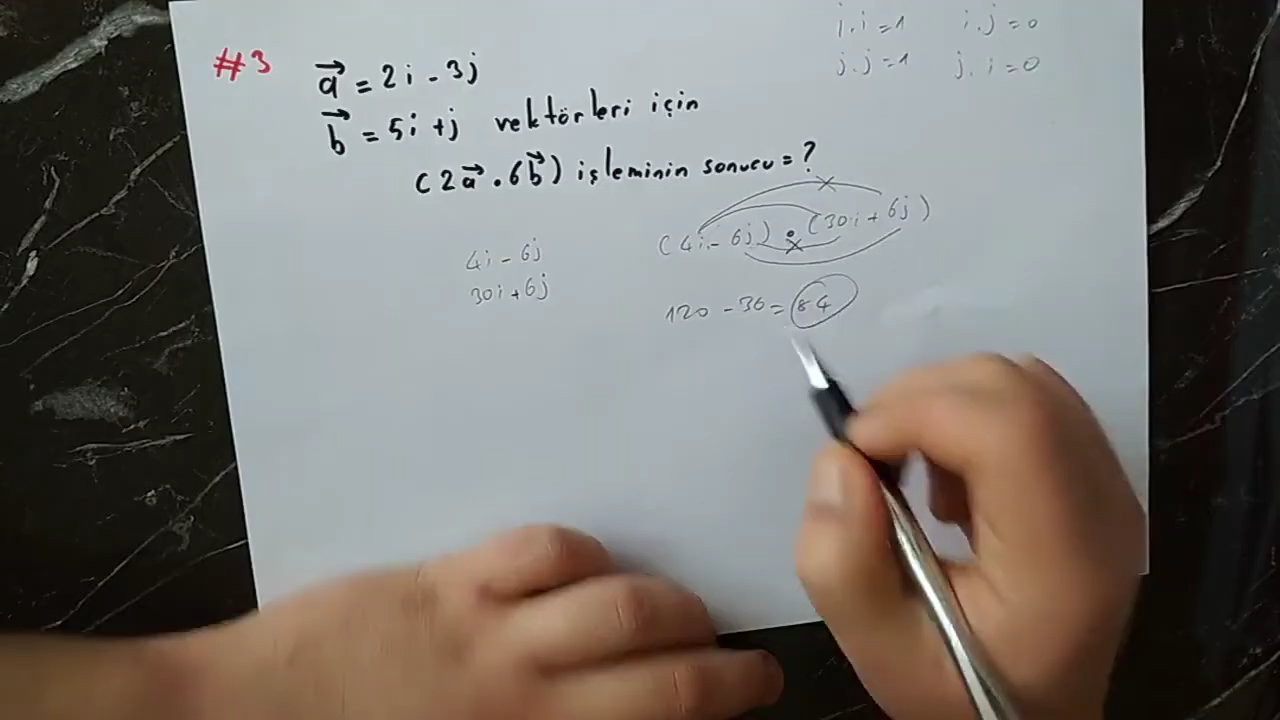 i.i=1 i.j=0
j.j=1 j.i=0
#3 a⃗ = 2i - 3j
b⃗ = 5i + j vektörleri için
(2a⃗ . 6b⃗) işleminin sonucu = ?
(4i - 6j) . (30i + 6j)
4i - 6j
30i + 6j
120 - 36 = 84